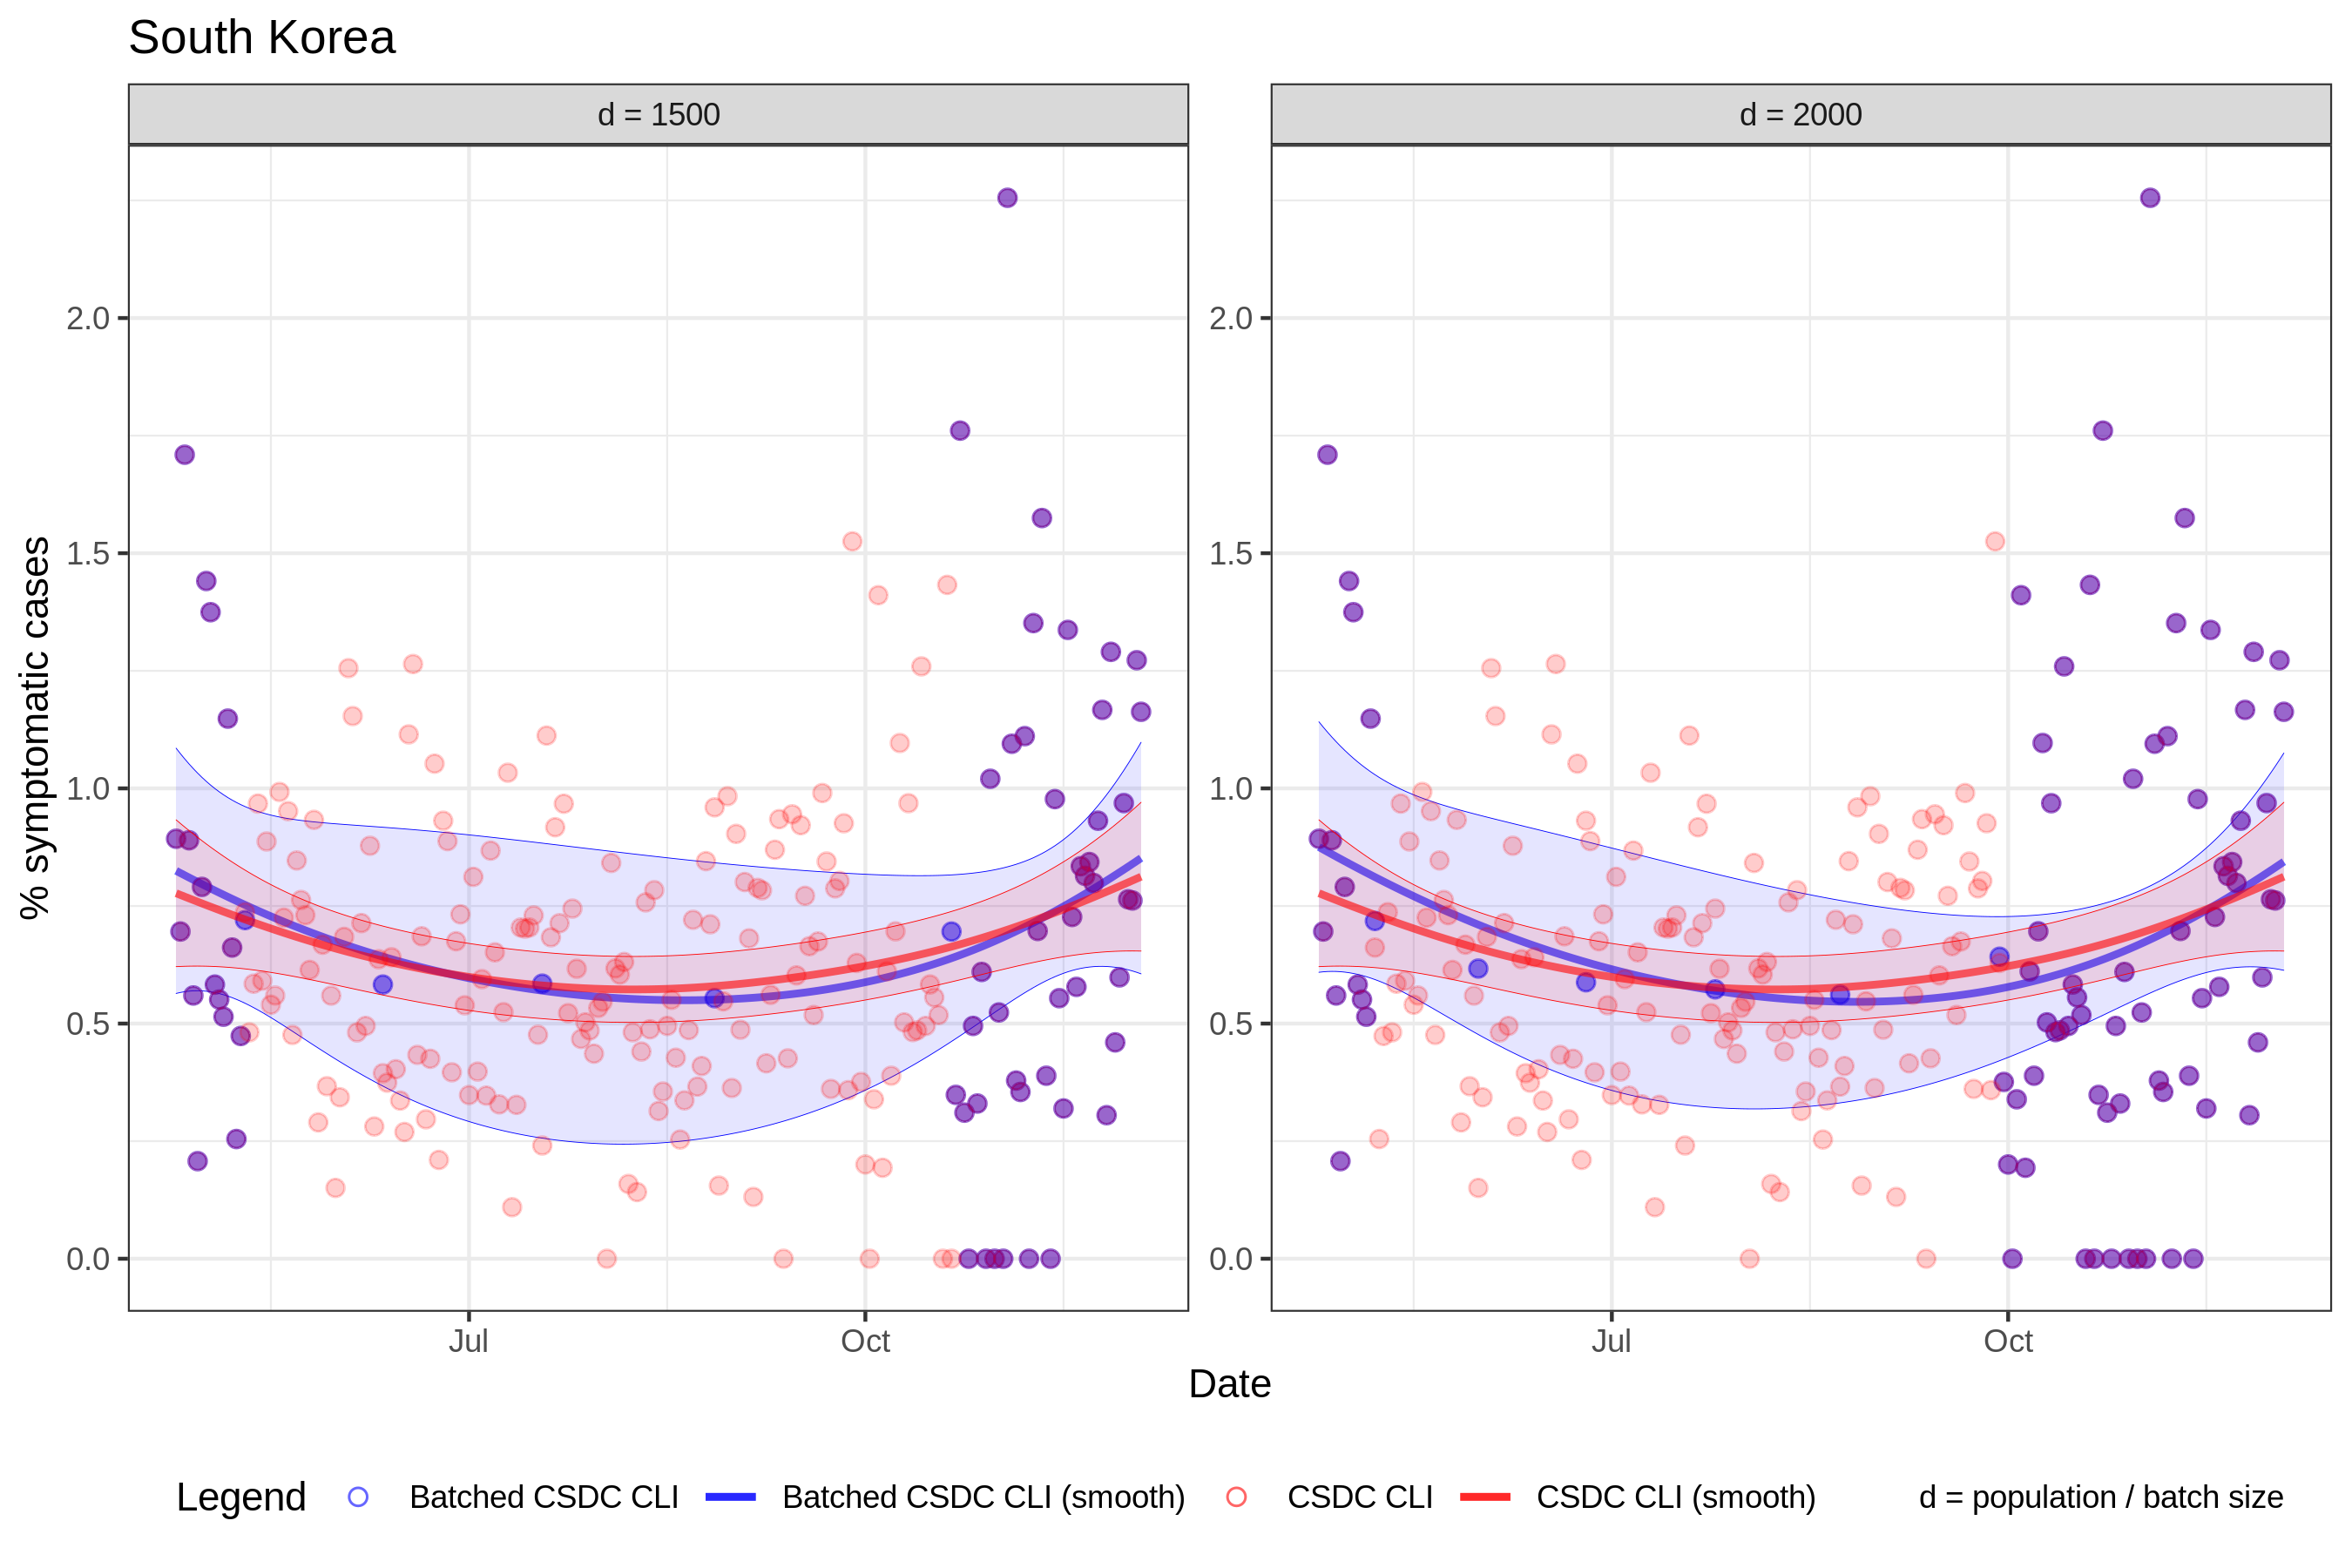 South Korea
d = 1500
d = 2000
% symptomatic cases
2.0
1.5
1.0
0.5
0.0
2.0
1.5
1.0
0.5
0.0
Jul
Oct
Jul
Oct
Date
Legend
Batched CSDC CLI
Batched CSDC CLI (smooth)
CSDC CLI
CSDC CLI (smooth)
d = population / batch size